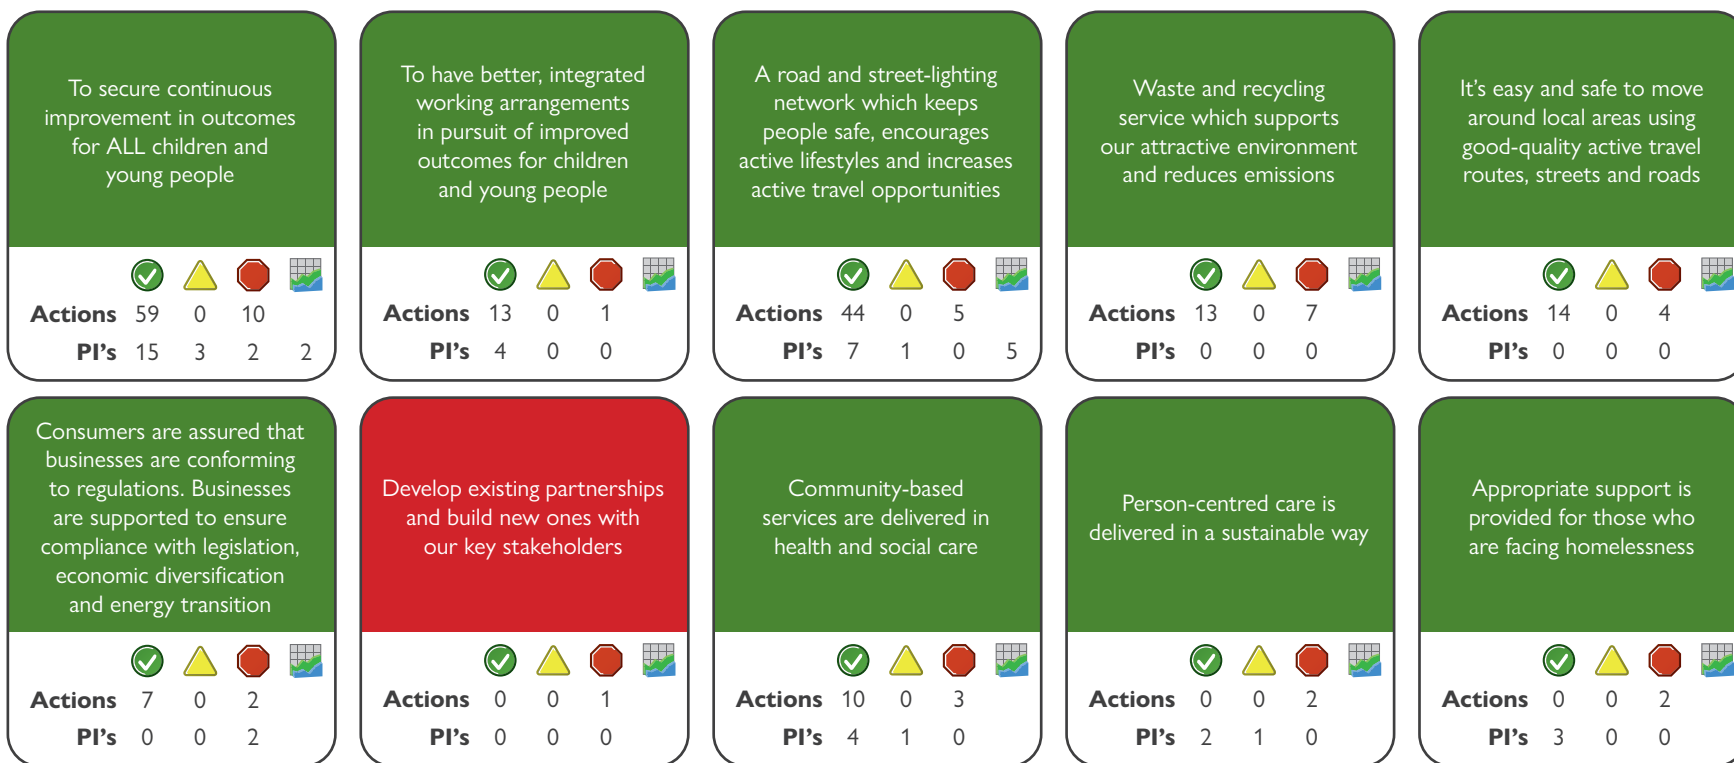 To secure continuous
improvement in outcomes
for ALL children and
young people
Actions 59 0 10
PI's 15 3 2 2
To have better, integrated
working arrangements
in pursuit of improved
outcomes for children
and young people
Actions 13 0 1
PI's 4 0 0
A road and street-lighting
network which keeps
people safe, encourages
active lifestyles and increases
active travel opportunities
Actions 44 0 5
PI's 7 1 0 5
Waste and recycling
service which supports
our attractive environment
and reduces emissions
Actions 13 0 7
PI's 0 0 0
It's easy and safe to move
around local areas using
good-quality active travel
routes, streets and roads
Actions 14 0 4
PI's 0 0 0
Consumers are assured that
businesses are conforming
to regulations. Businesses
are supported to ensure
compliance with legislation,
economic diversification
and energy transition
Actions 7 0 2
PI's 0 0 2
Develop existing partnerships
and build new ones with
our key stakeholders
Actions 0 0 1
PI's 0 0 0
Community-based
services are delivered in
health and social care
Actions 10 0 3
PI's 4 1 0
Person-centred care is
delivered in a sustainable way
Actions 0 0 2
PI's 2 1 0
Appropriate support is
provided for those who
are facing homelessness
Actions 0 0 2
PI's 3 0 0